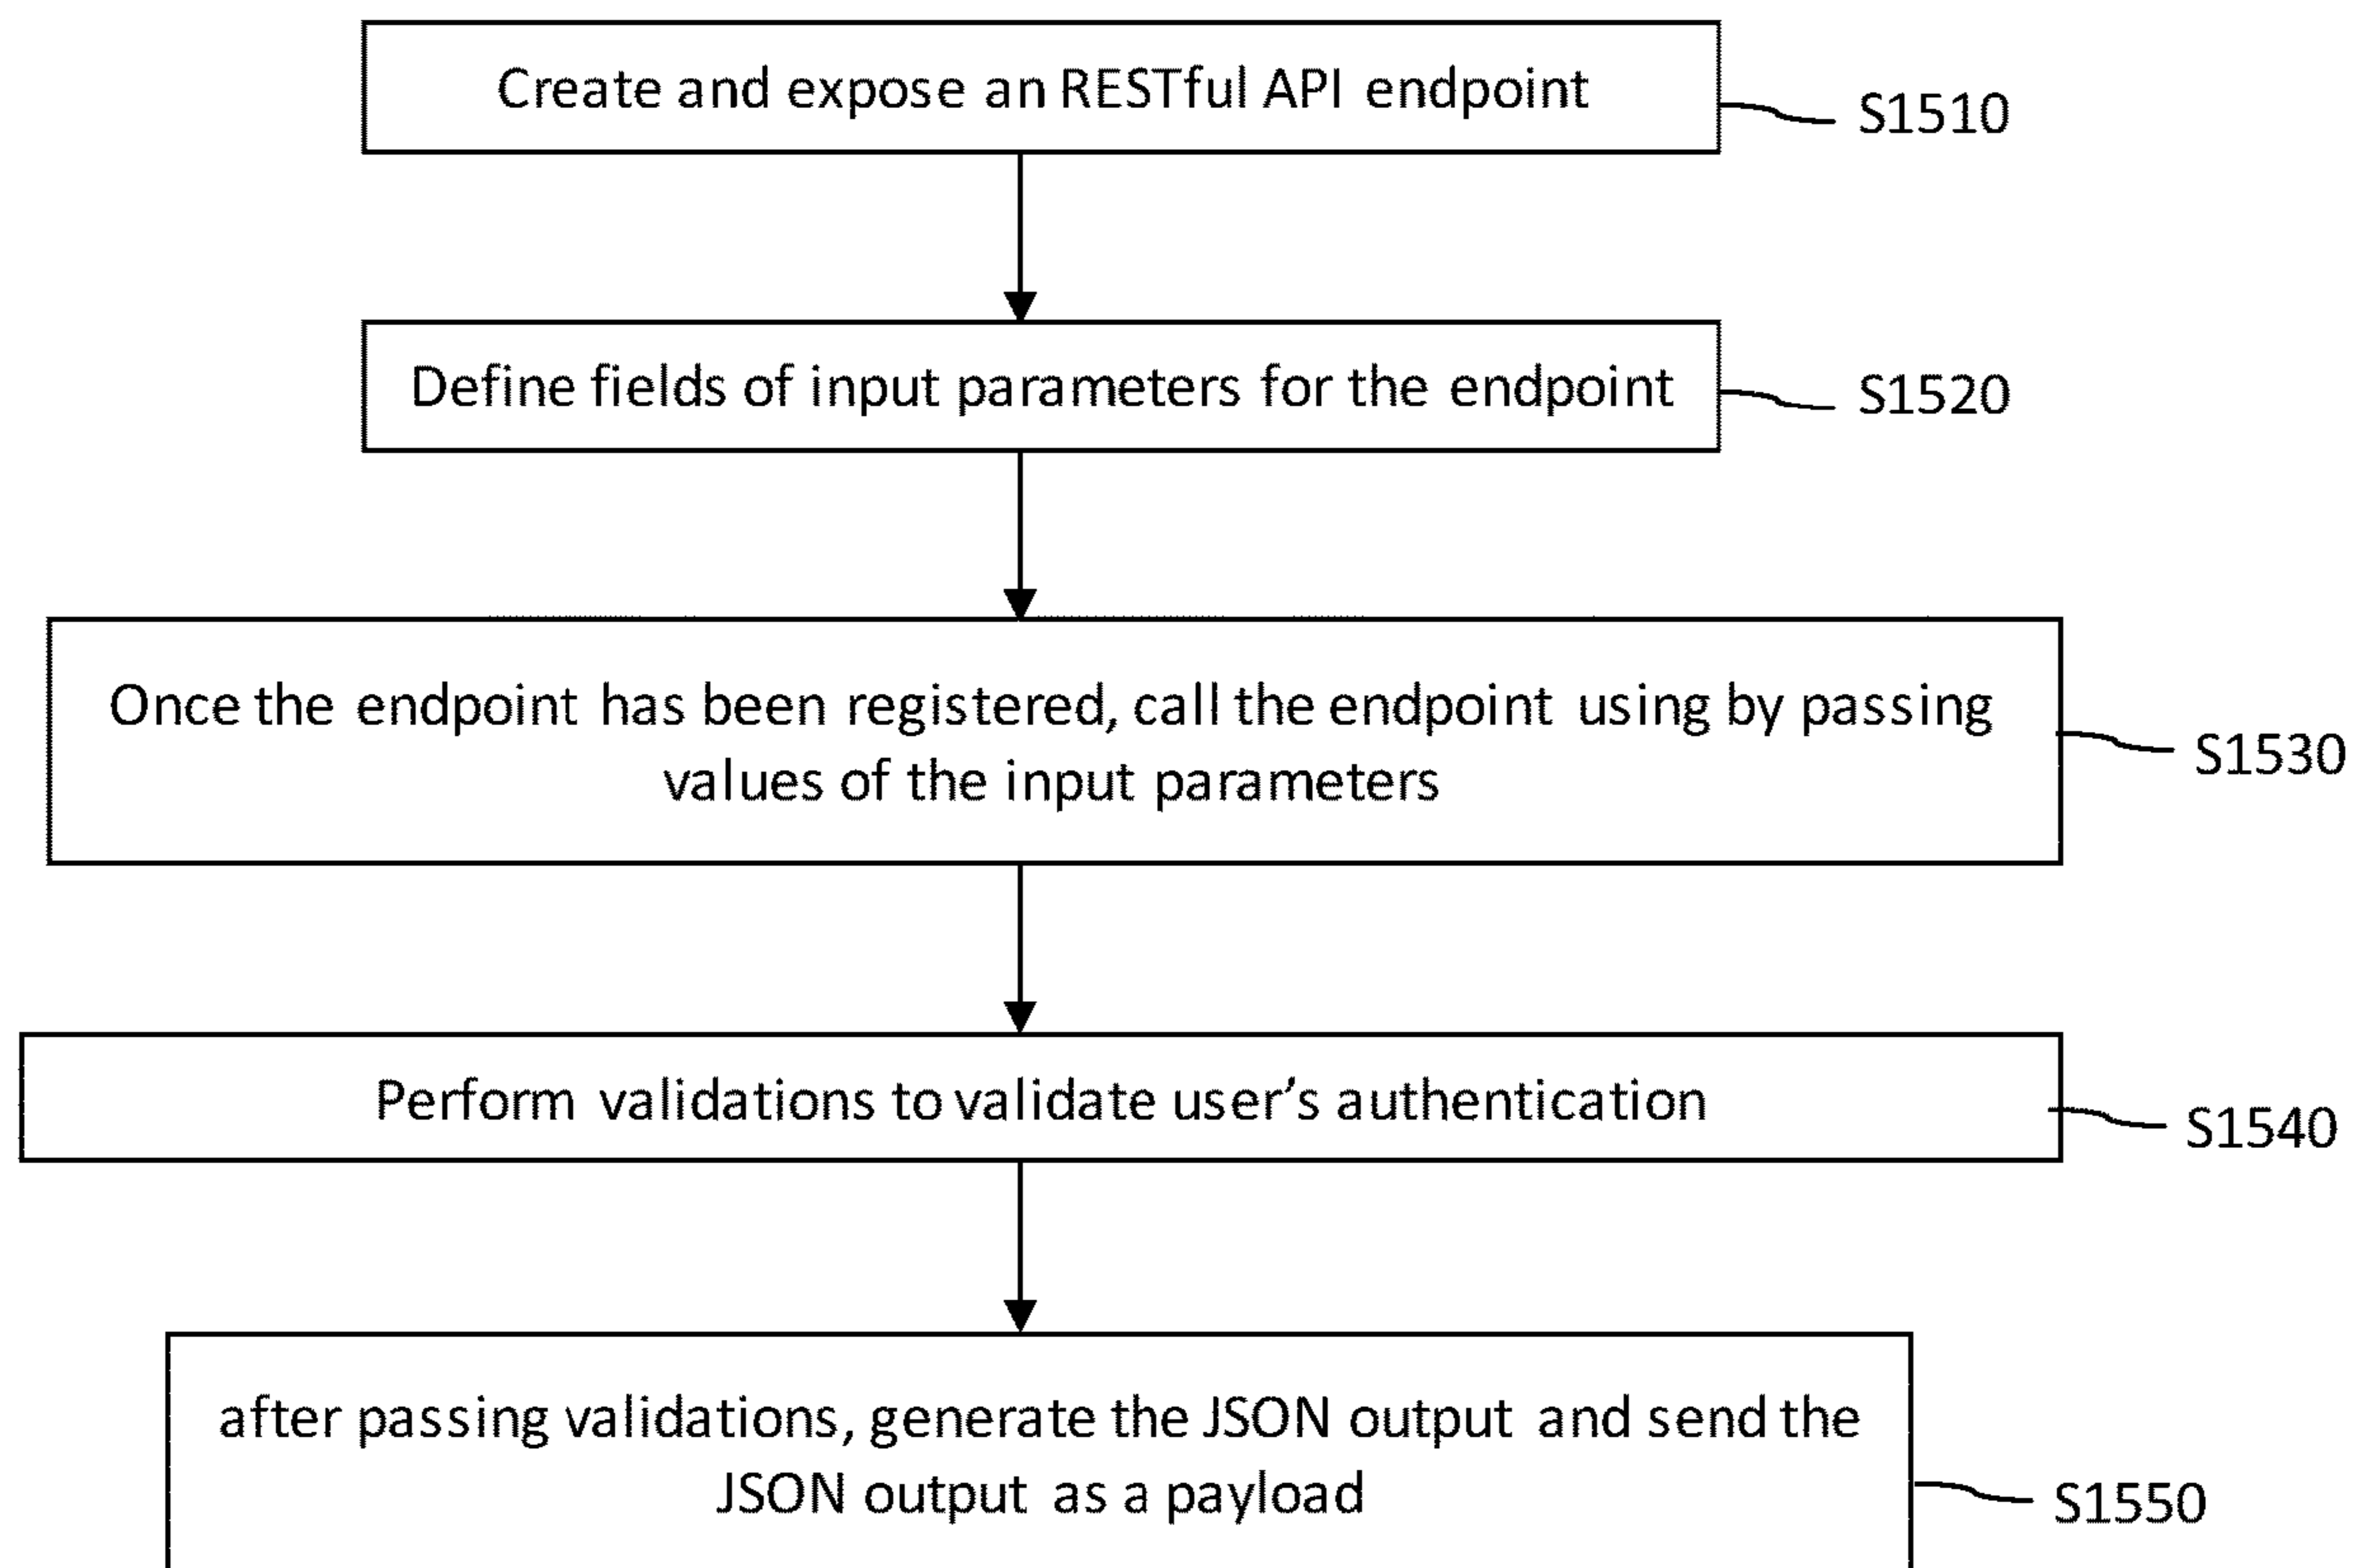 Create and expose an RESTful API endpoint
S1510
Define fields of input parameters for the endpoint
S1520
Once the endpoint has been registered, call the endpoint using by passing
values of the input parameters
S1530
Perform validations to validate user’s authentication
S1540
after passing validations, generate the JSON output and send the
JSON output as a payload
S1550